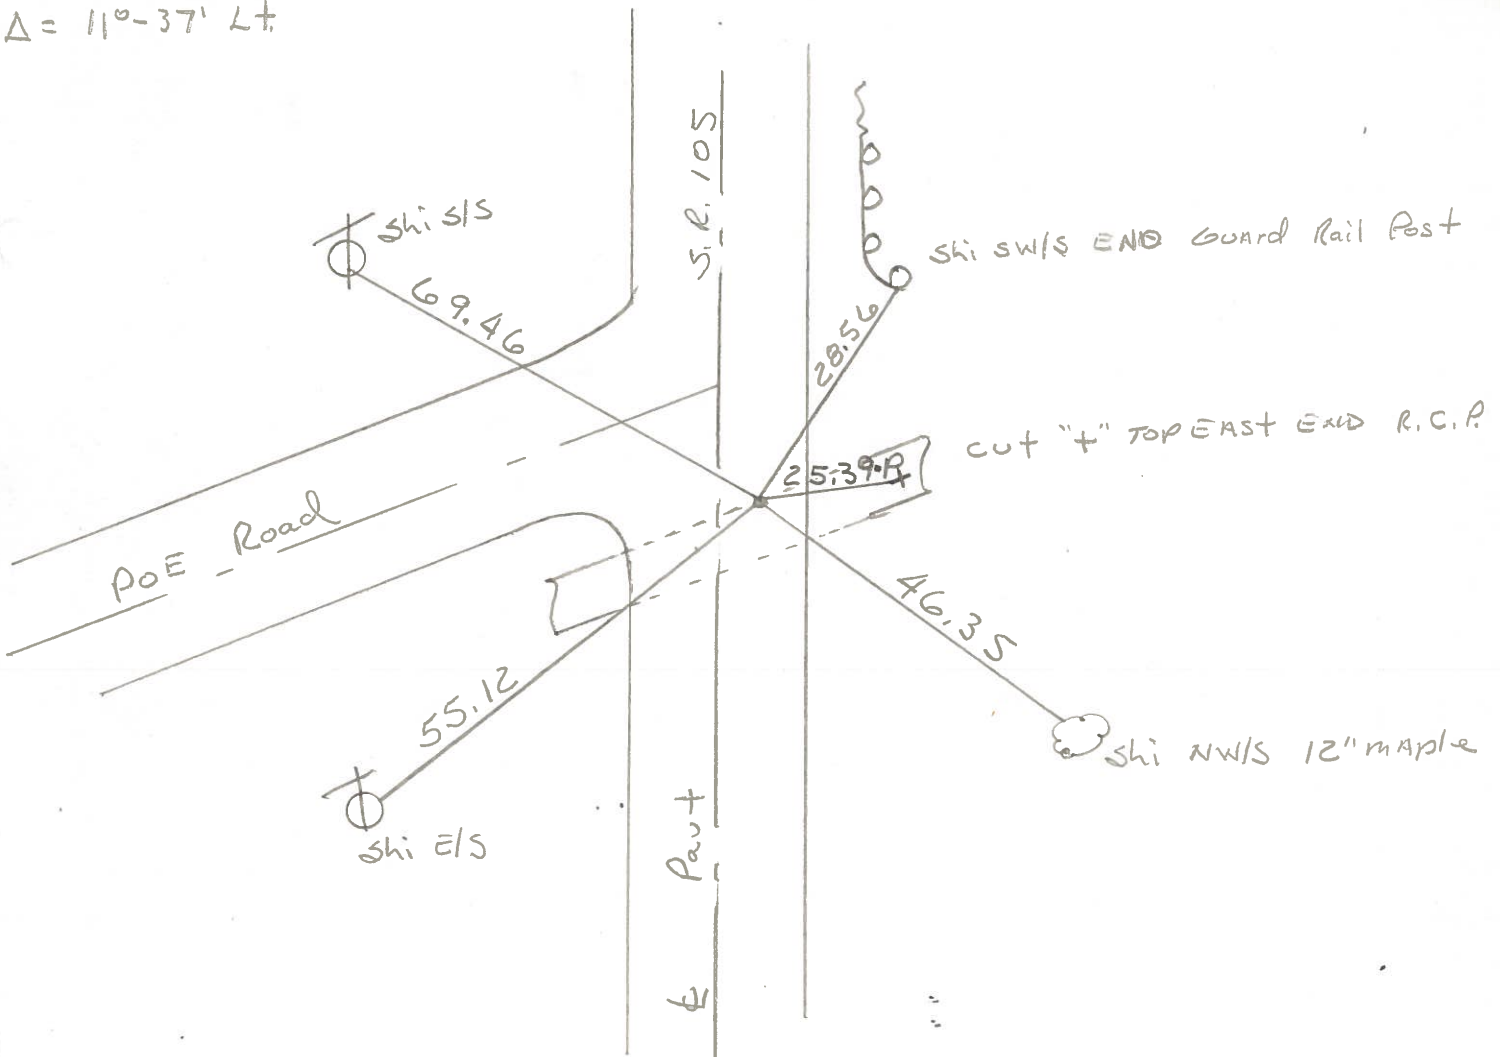 Δ = 11°-37' Lt.
S.R. 105
Shi S/S
69.46
Shi SW/S END Guard Rail Post
28.56
Cut "+" TOP EAST END R.C.P.
25.39
POE Road
46.35
55.12
Shi NW/S 12" Maple
Shi E/S
℄ Pavt